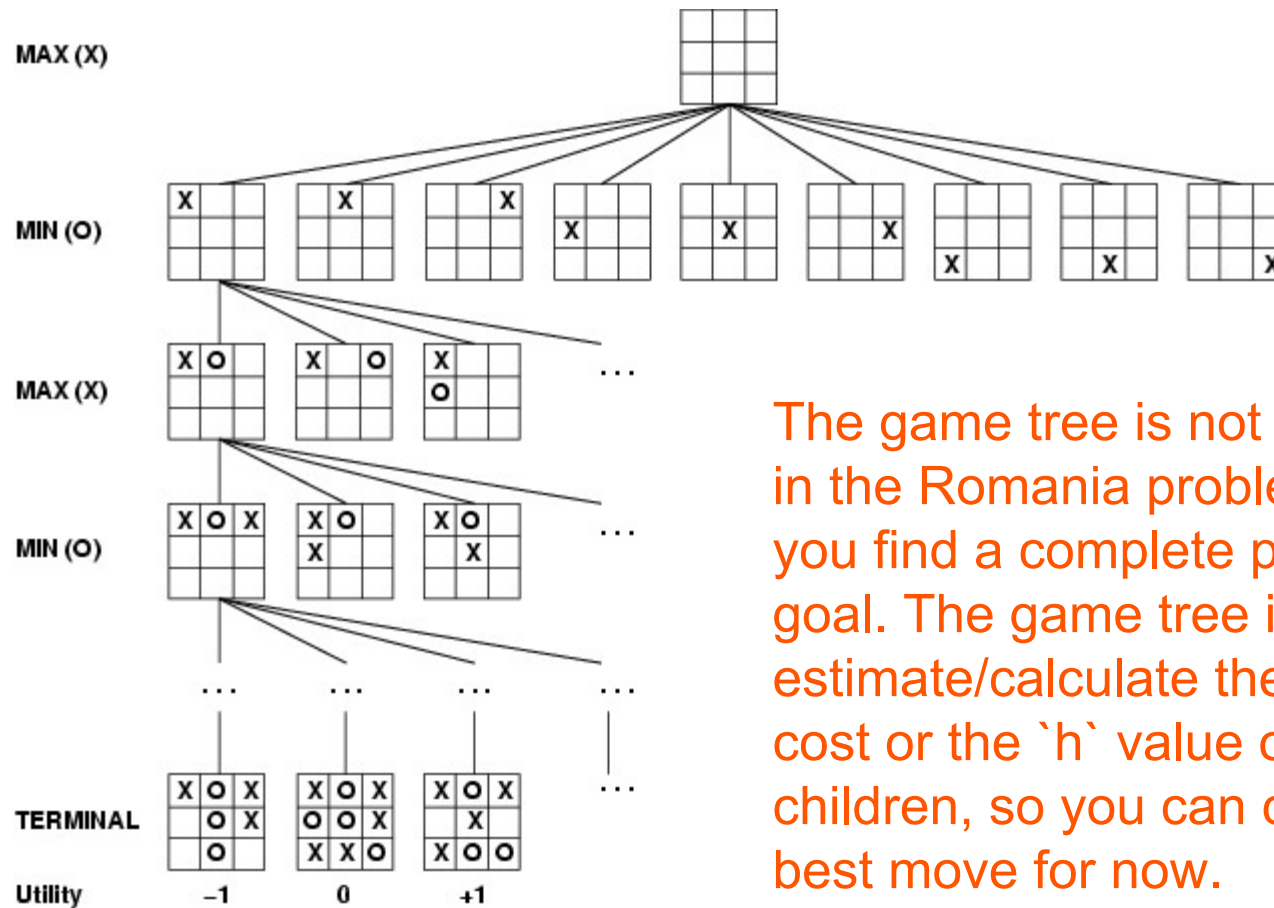 MAX (X)
X X X
MIN (O) X X X
X X X
X O X O X
MAX (X) O
...
The game tree is not
in the Romania
you find a complete
X O X X O X O
MIN (O) X X
...
goal. The game tree
estimate/calculate
... ... ... ...
cost or the `h` value
X O X X O X X O X ...
children, so you can
TERMINAL O X O O X X
O X X O X O O
best move for now.
Utility −1 0 +1